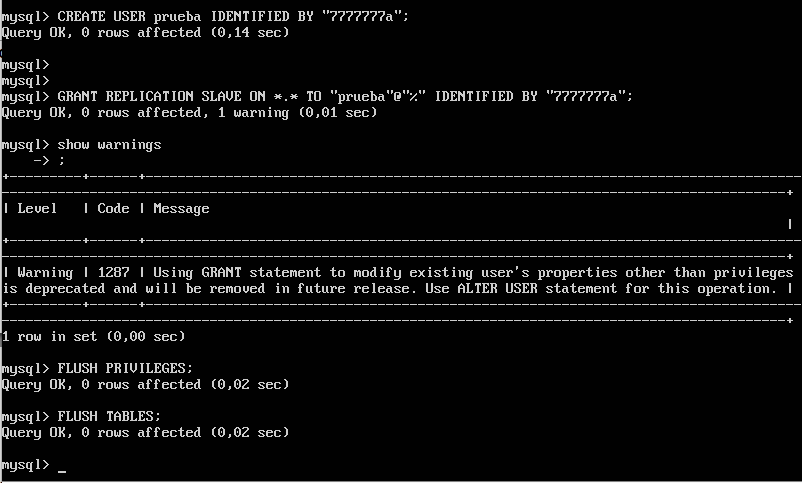 mysql> CREATE USER prueba IDENTIFIED BY "7777777a";
Query OK, 0 rows affected (0,14 sec)
mysql>
mysql>
mysql> GRANT REPLICATION SLAVE ON *.* TO "prueba"@"%" IDENTIFIED BY "7777777a";
Query OK, 0 rows affected, 1 warning (0,01 sec)
mysql> show warnings
    -> ;
+---------+------+----------------------------------------------------------------------------------
--------------------------------------------------------------------------------------------------+
| Level   | Code | Message
                                                                                                  |
+---------+------+----------------------------------------------------------------------------------
--------------------------------------------------------------------------------------------------+
| Warning | 1287 | Using GRANT statement to modify existing user's properties other than privileges
is deprecated and will be removed in future release. Use ALTER USER statement for this operation. |
+---------+------+----------------------------------------------------------------------------------
--------------------------------------------------------------------------------------------------+
1 row in set (0,00 sec)
mysql> FLUSH PRIVILEGES;
Query OK, 0 rows affected (0,02 sec)
mysql> FLUSH TABLES;
Query OK, 0 rows affected (0,02 sec)
mysql> _